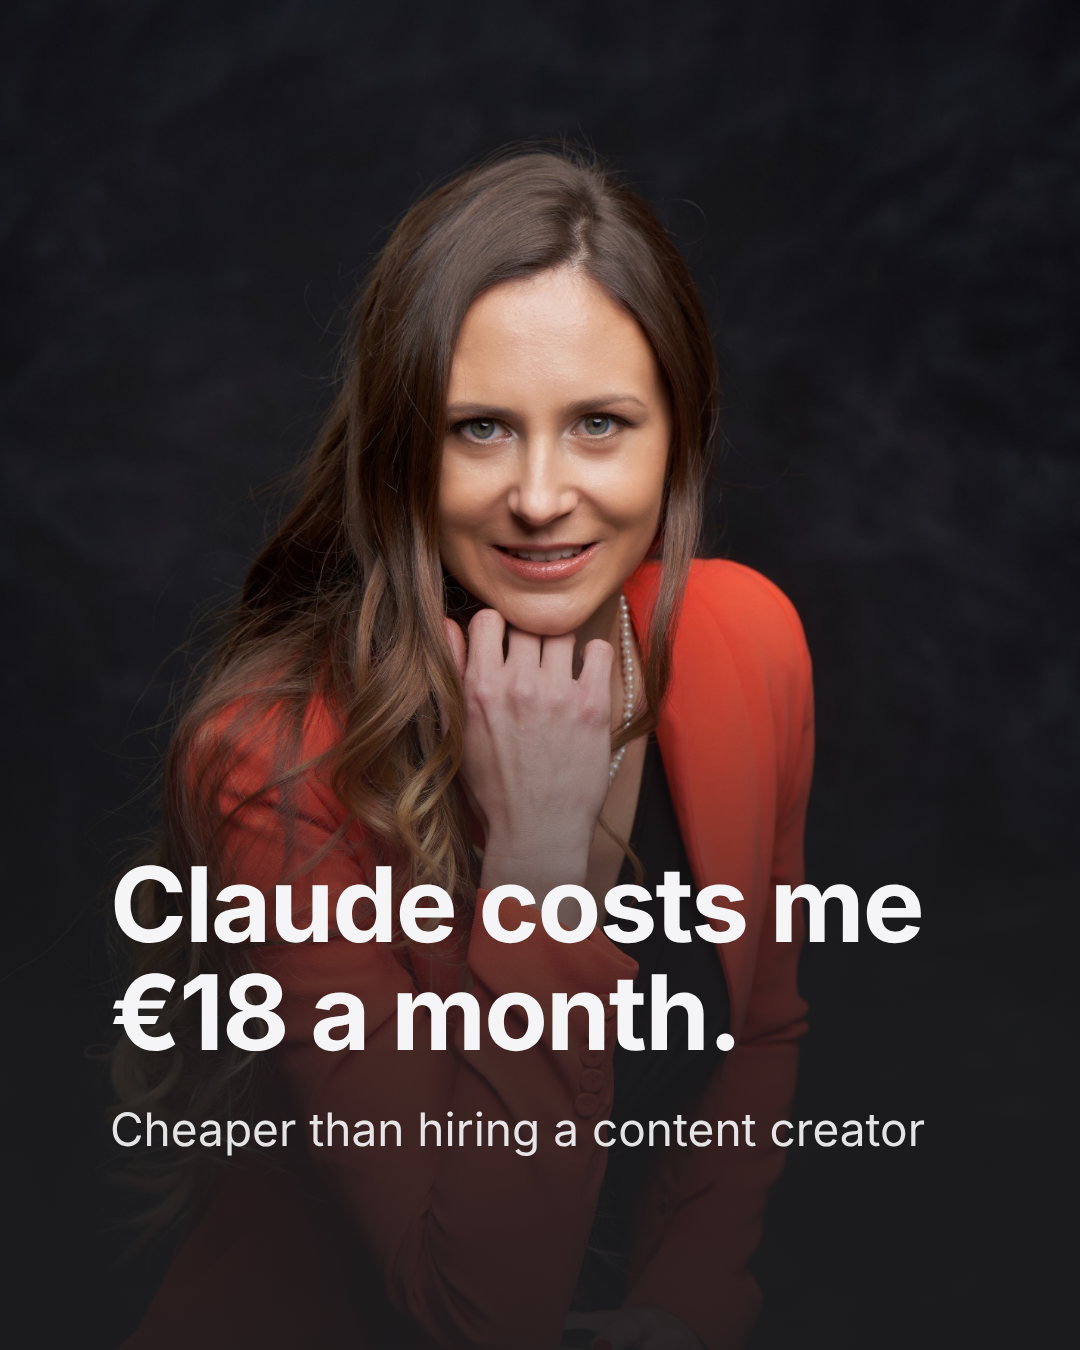 Claude costs me
€18 a month.
Cheaper than hiring a content creator